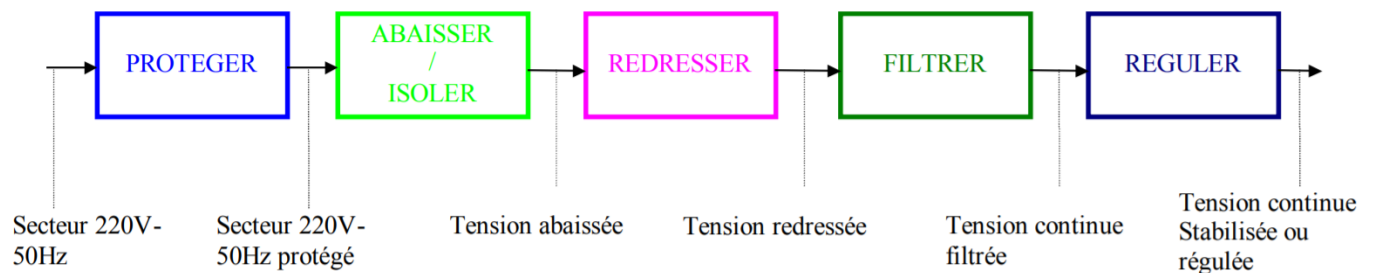 PROTEGER
ABAISSER
/
ISOLER
REDRESSER
FILTRER
REGULER
Secteur 220V-
50Hz
Secteur 220V-
50Hz protégé
Tension abaissée
Tension redressée
Tension continue
filtrée
Tension continue
Stabilisée ou
régulée